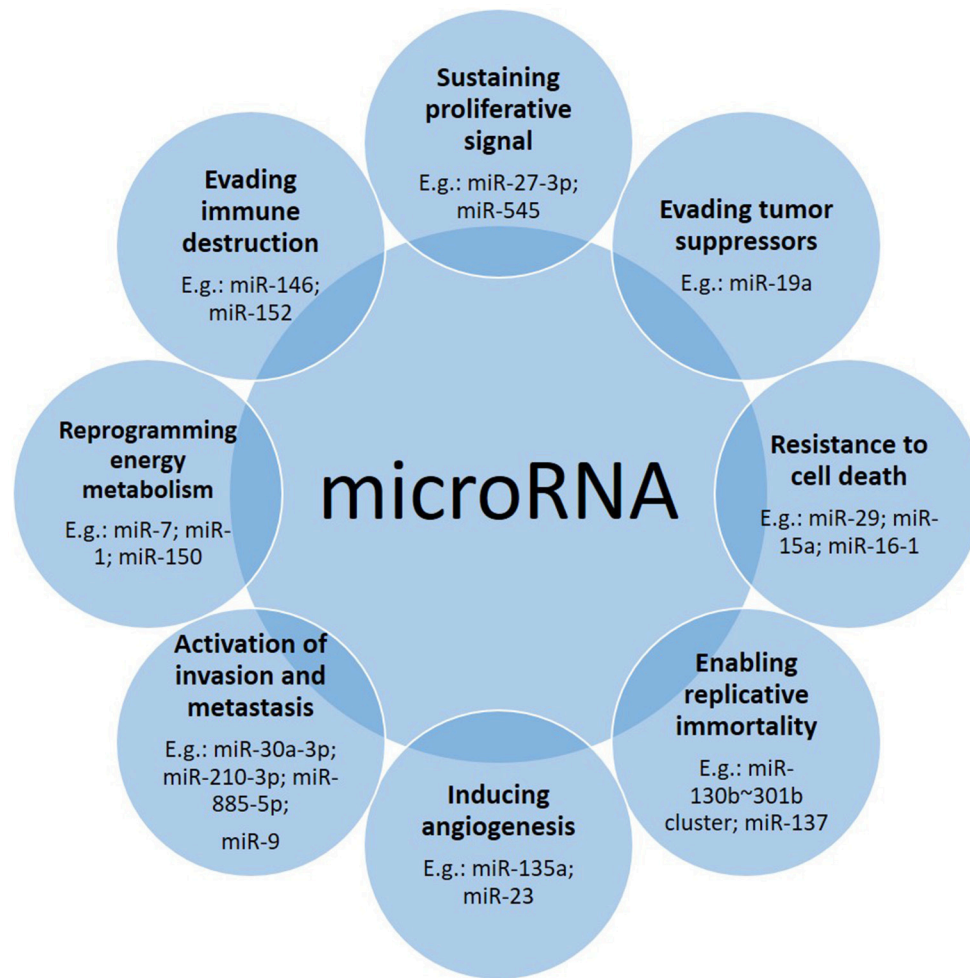 Sustaining
proliferative
signal
E.g.: miR-27-3p;
miR-545
Evading tumor
suppressors
E.g.: miR-19a
Resistance to
cell death
E.g.: miR-29; miR-
15a; miR-16-1
Enabling
replicative
immortality
E.g.: miR-
130b~301b
cluster; miR-137
Inducing
angiogenesis
E.g.: miR-135a;
miR-23
Activation of
invasion and
metastasis
E.g.: miR-30a-3p;
miR-210-3p; miR-
885-5p;
miR-9
Reprogramming
energy
metabolism
E.g.: miR-7; miR-
1; miR-150
Evading
immune
destruction
E.g.: miR-146;
miR-152
microRNA